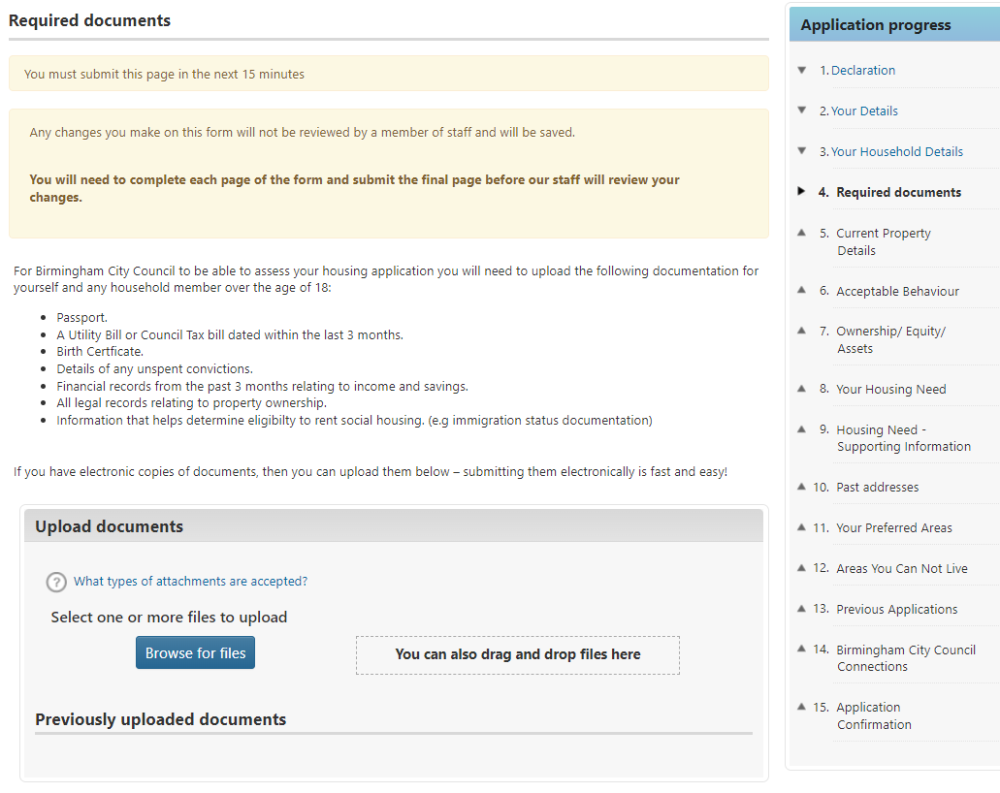 Required documents
You must submit this page in the next 15 minutes
Any changes you make on this form will not be reviewed by a member of staff and will be saved.
You will need to complete each page of the form and submit the final page before our staff will review your
changes.
For Birmingham City Council to be able to assess your housing application you will need to upload the following documentation for
yourself and any household member over the age of 18:
Passport.
A Utility Bill or Council Tax bill dated within the last 3 months.
Birth Certficate.
Details of any unspent convictions.
Financial records from the past 3 months relating to income and savings.
All legal records relating to property ownership.
Information that helps determine eligibilty to rent social housing. (e.g immigration status documentation)
If you have electronic copies of documents, then you can upload them below – submitting them electronically is fast and easy!
Upload documents
? What types of attachments are accepted?
Select one or more files to upload
Browse for files
You can also drag and drop files here
Previously uploaded documents
Application progress
1. Declaration
2. Your Details
3. Your Household Details
4. Required documents
5. Current Property
Details
6. Acceptable Behaviour
7. Ownership/ Equity/
Assets
8. Your Housing Need
9. Housing Need -
Supporting Information
10. Past addresses
11. Your Preferred Areas
12. Areas You Can Not Live
13. Previous Applications
14. Birmingham City Council
Connections
15. Application
Confirmation